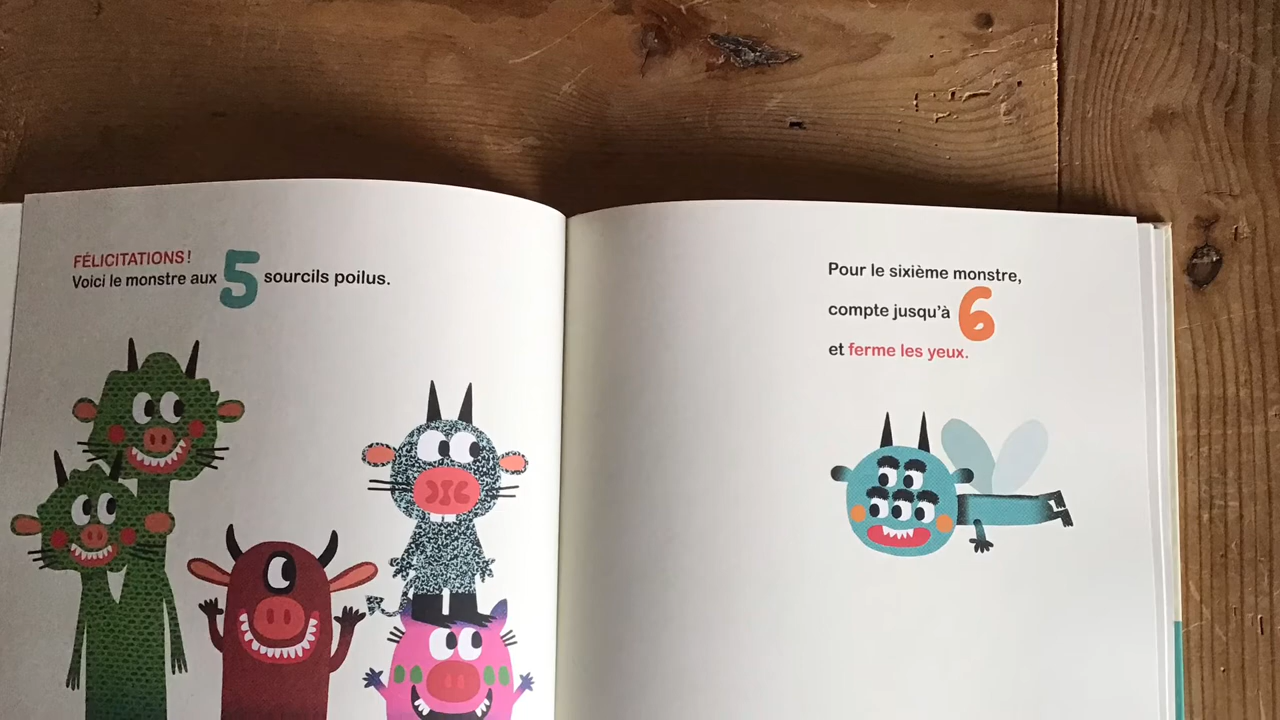 FÉLICITATIONS!
Voici le monstre aux 5 sourcils poilus.
Pour le sixième monstre,
compte jusqu'à 6
et ferme les yeux.